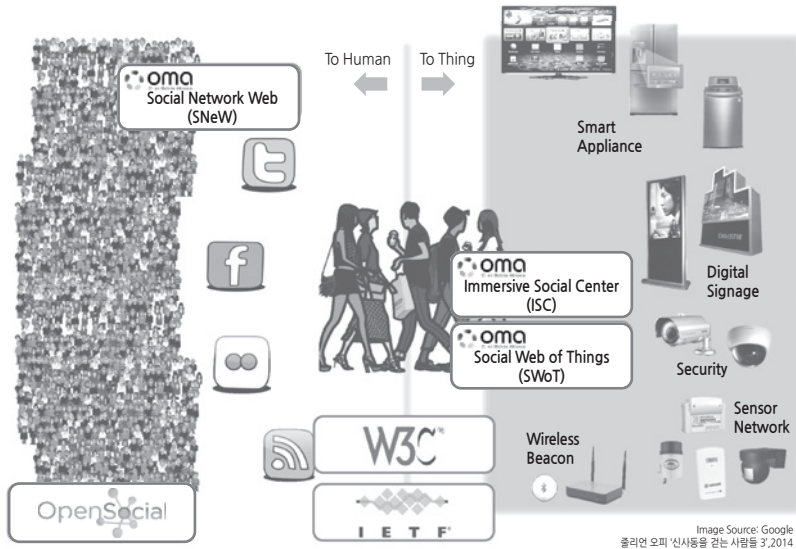 oma
Social Network Web
(SNeW)
To Human
To Thing
Smart
Appliance
oma
Immersive Social Center
(ISC)
Digital
Signage
oma
Social Web of Things
(SWoT)
Security
Sensor
Network
W3C
Wireless
Beacon
OpenSocial
IETF
Image Source: Google
줄리언 오피 ‘신사동을 걷는 사람들 3’,2014